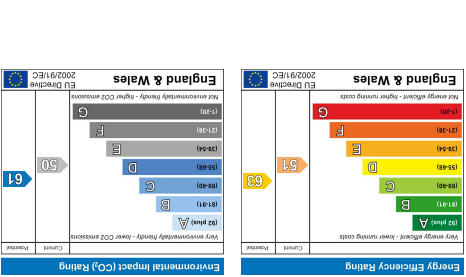 Energy Efficiency Rating
Current
Potential
Very energy efficient - lower running costs
(92 plus) A
(81-91) B
(69-80) C
(55-68) D
(39-54) E
(21-38) F
(1-20) G
Not energy efficient - higher running costs
51
63
England & Wales
EU Directive
2002/91/EC
Environmental Impact (CO2) Rating
Current
Potential
Very environmentally friendly - lower CO2 emissions
(92 plus) A
(81-91) B
(69-80) C
(55-68) D
(39-54) E
(21-38) F
(1-20) G
Not environmentally friendly - higher CO2 emissions
50
61
England & Wales
EU Directive
2002/91/EC